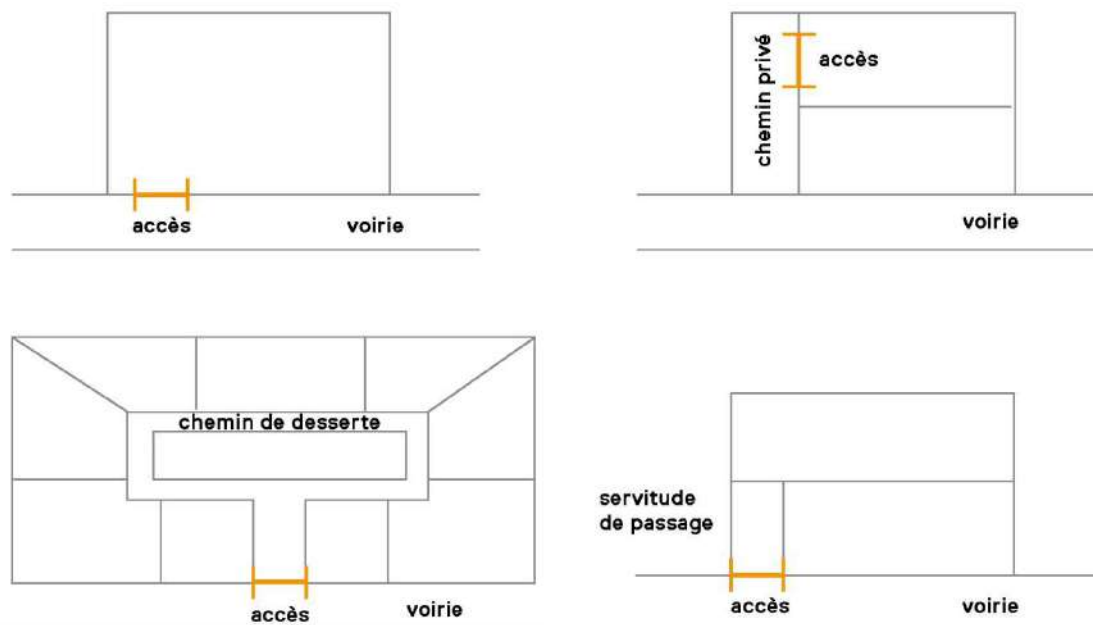 accès
voirie
chemin privé
accès
voirie
chemin de desserte
accès
voirie
servitude
de passage
accès
voirie